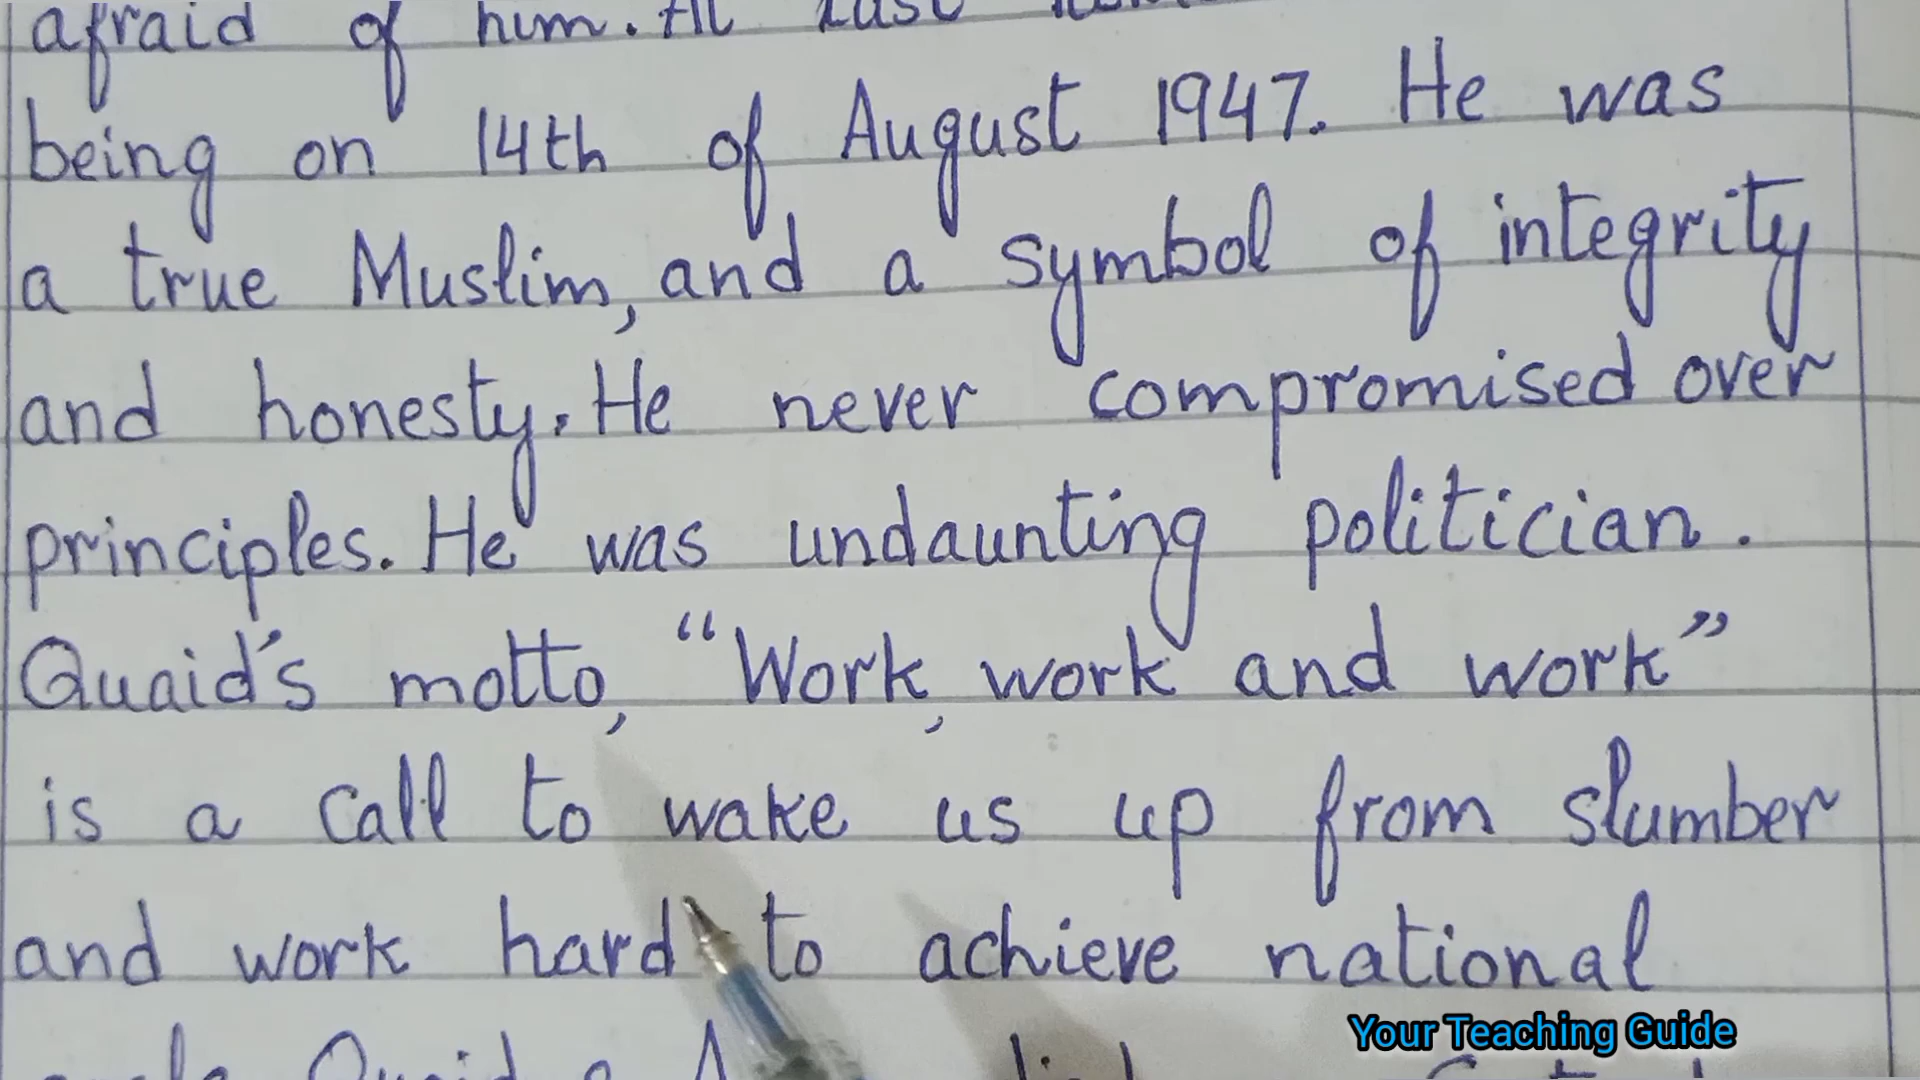 afraid of him. At last
being on 14th of August 1947. He was
a true Muslim, and a symbol of integrity
and honesty. He never compromised over
principles. He was undaunting politician.
Quaid's motto, “Work, work and work”
is a call to wake us up from slumber
and work hard to achieve national
Your Teaching Guide